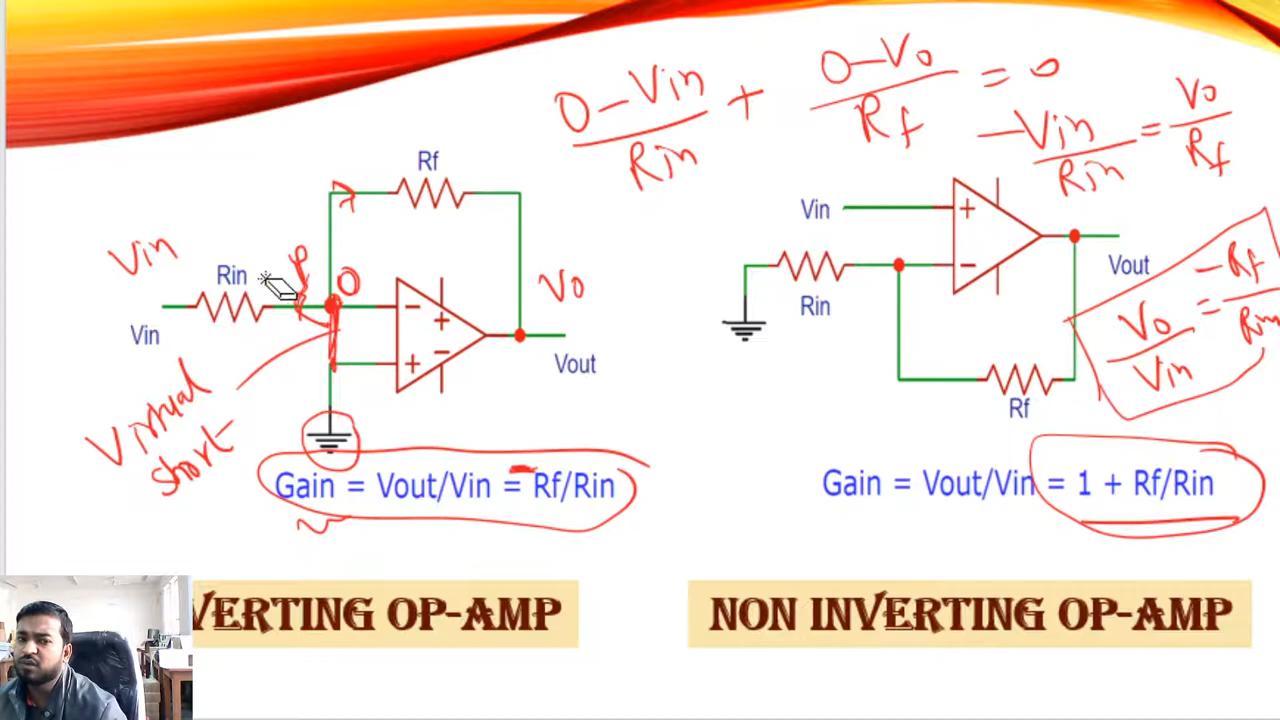 0 - Vin / Rin + 0 - Vo / Rf = 0
-Vin / Rin = Vo / Rf
Vo / Vin = -Rf / Rin
Rf
Vin
Rin
Vin
P
0
-
+
+
-
Vo
Vout
Virtual
short
Gain = Vout/Vin = Rf/Rin
VERTING OP-AMP
Vin
+
-
Rin
Vout
Rf
Gain = Vout/Vin = 1 + Rf/Rin
NON INVERTING OP-AMP